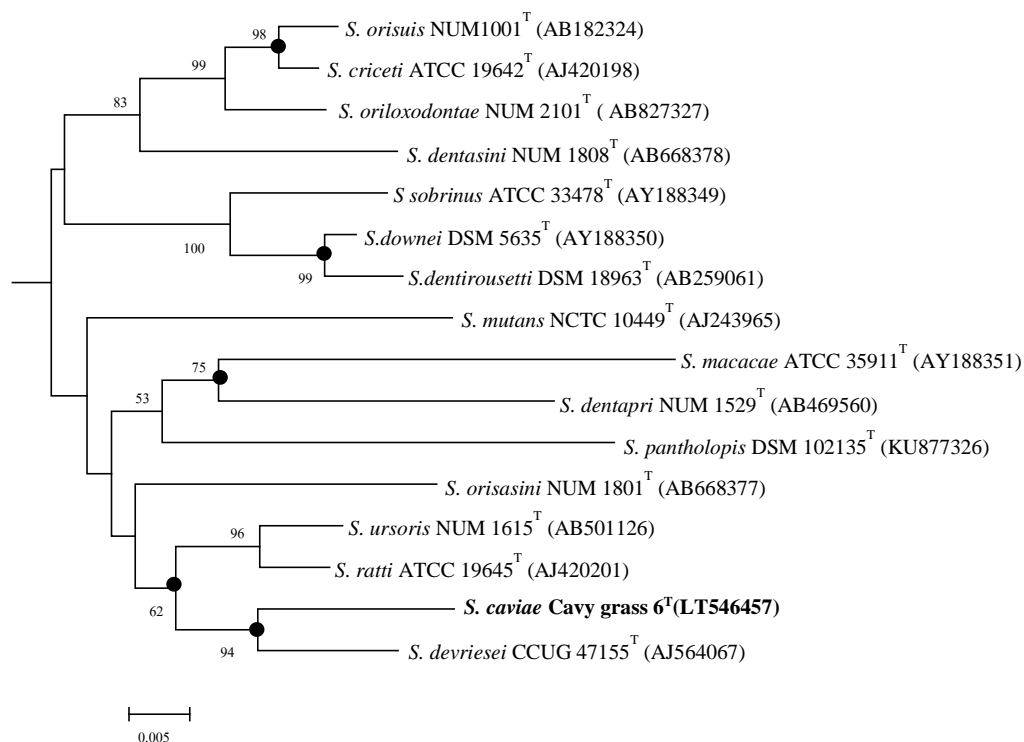 98
S. orisuis NUM1001T (AB182324)
S. criceti ATCC 19642T (AJ420198)
99
S. oriloxodontae NUM 2101T ( AB827327)
83
S. dentasini NUM 1808T (AB668378)
S sobrinus ATCC 33478T (AY188349)
100
S.downei DSM 5635T (AY188350)
99
S.dentirousetti DSM 18963T (AB259061)
S. mutans NCTC 10449T (AJ243965)
75
S. macacae ATCC 35911T (AY188351)
53
S. dentapri NUM 1529T (AB469560)
S. pantholopis DSM 102135T (KU877326)
S. orisasini NUM 1801T (AB668377)
96
S. ursoris NUM 1615T (AB501126)
S. ratti ATCC 19645T (AJ420201)
62
S. caviae Cavy grass 6T(LT546457)
94
S. devriesei CCUG 47155T (AJ564067)
0.005